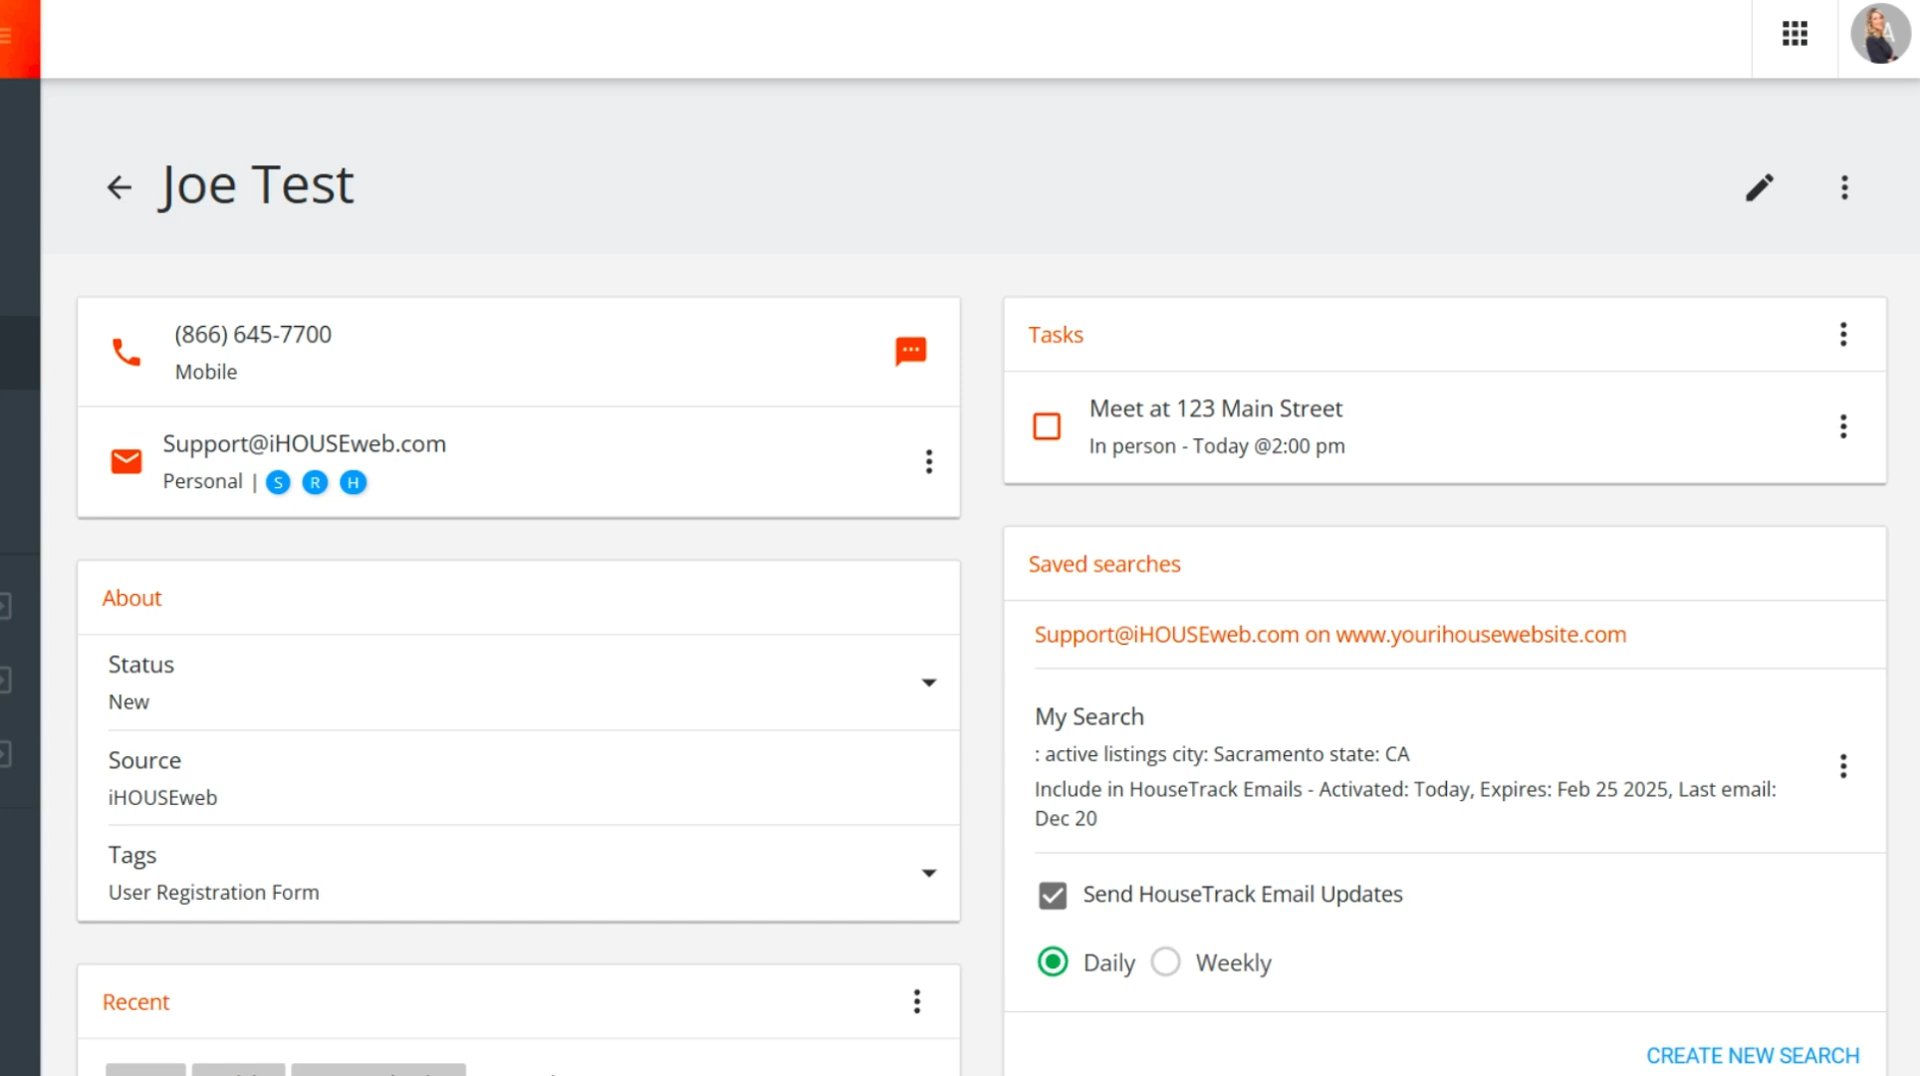 Joe Test
(866) 645-7700
Mobile
Support@iHOUSEweb.com
Personal | S R H
About
Status
New
Source
iHOUSEweb
Tags
User Registration Form
Recent
Tasks
Meet at 123 Main Street
In person - Today @2:00 pm
Saved searches
Support@iHOUSEweb.com on www.yourihousewebsite.com
My Search
: active listings city: Sacramento state: CA
Include in HouseTrack Emails - Activated: Today, Expires: Feb 25 2025, Last email:
Dec 20
Send HouseTrack Email Updates
Daily Weekly
CREATE NEW SEARCH